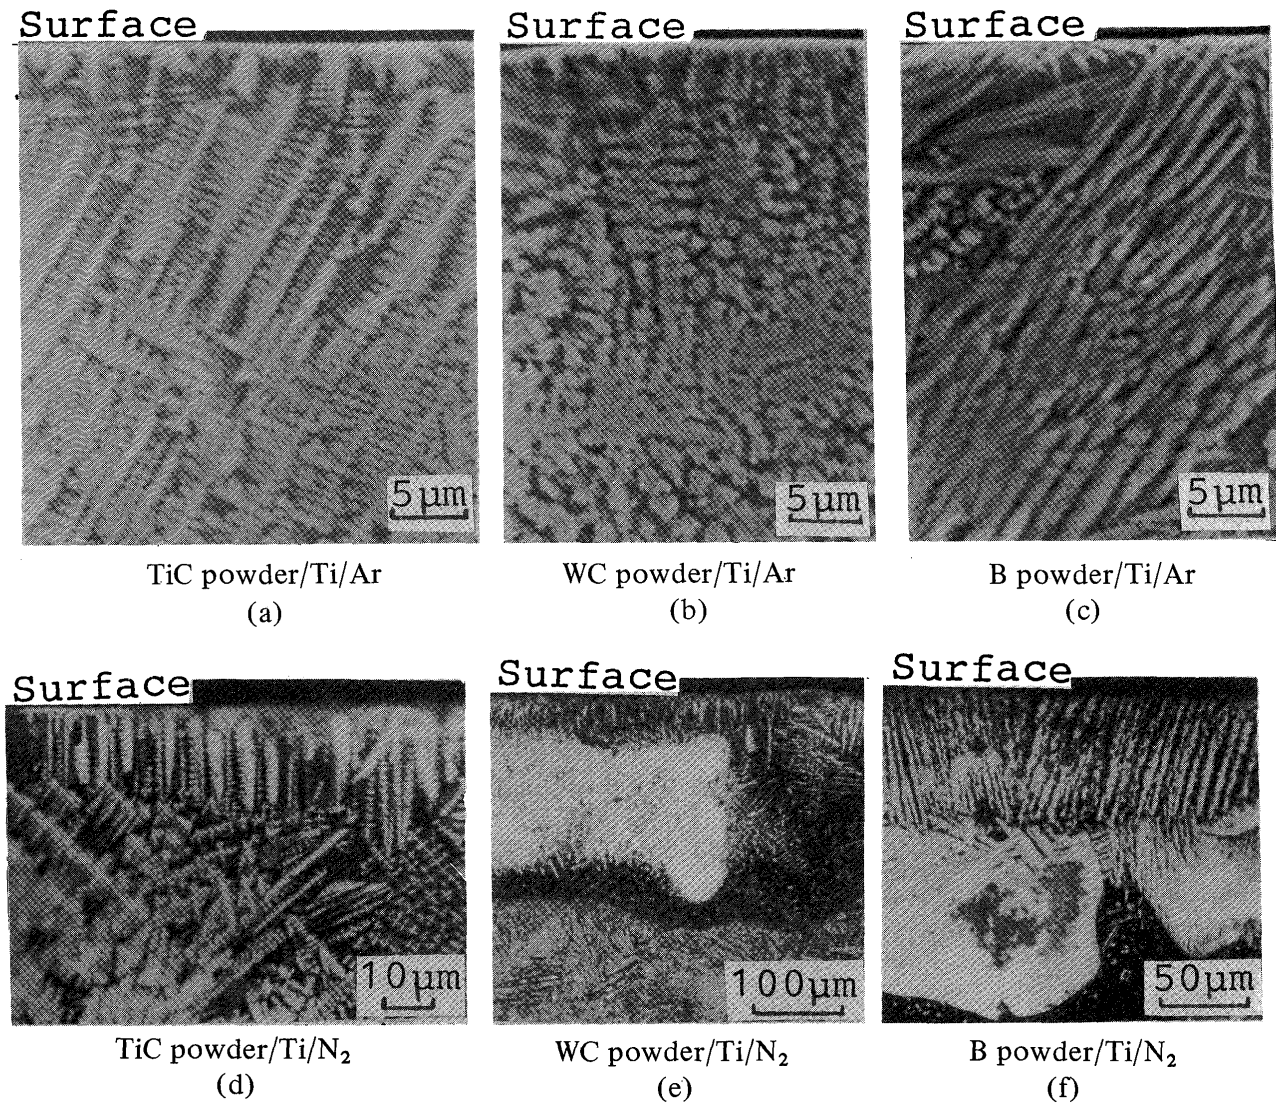 Surface Surface Surface
5μm 5μm 5μm
TiC powder/Ti/Ar WC powder/Ti/Ar B powder/Ti/Ar
(a) (b) (c)
Surface Surface Surface
10μm 100μm 50μm
TiC powder/Ti/N₂ WC powder/Ti/N₂ B powder/Ti/N₂
(d) (e) (f)